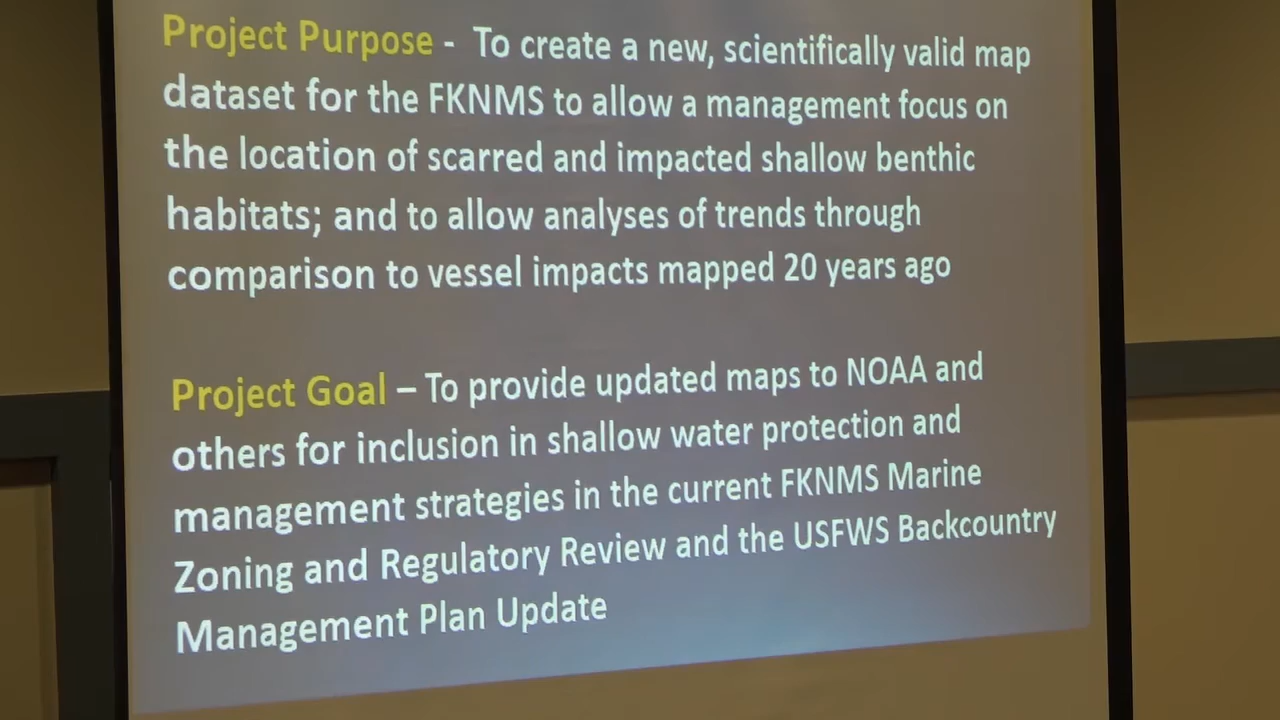 Project Purpose - To create a new, scientifically valid map
dataset for the FKNMS to allow a management focus on
the location of scarred and impacted shallow benthic
habitats; and to allow analyses of trends through
comparison to vessel impacts mapped 20 years ago
Project Goal – To provide updated maps to NOAA and
others for inclusion in shallow water protection and
management strategies in the current FKNMS Marine
Zoning and Regulatory Review and the USFWS Backcountry
Management Plan Update